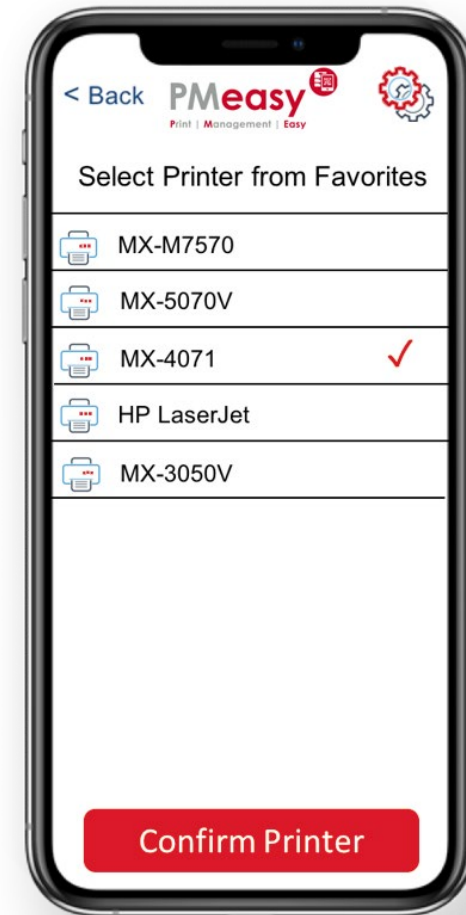 < Back
PMeasy
Print | Management | Easy
Select Printer from Favorites
MX-M7570
MX-5070V
MX-4071
HP LaserJet
MX-3050V
Confirm Printer